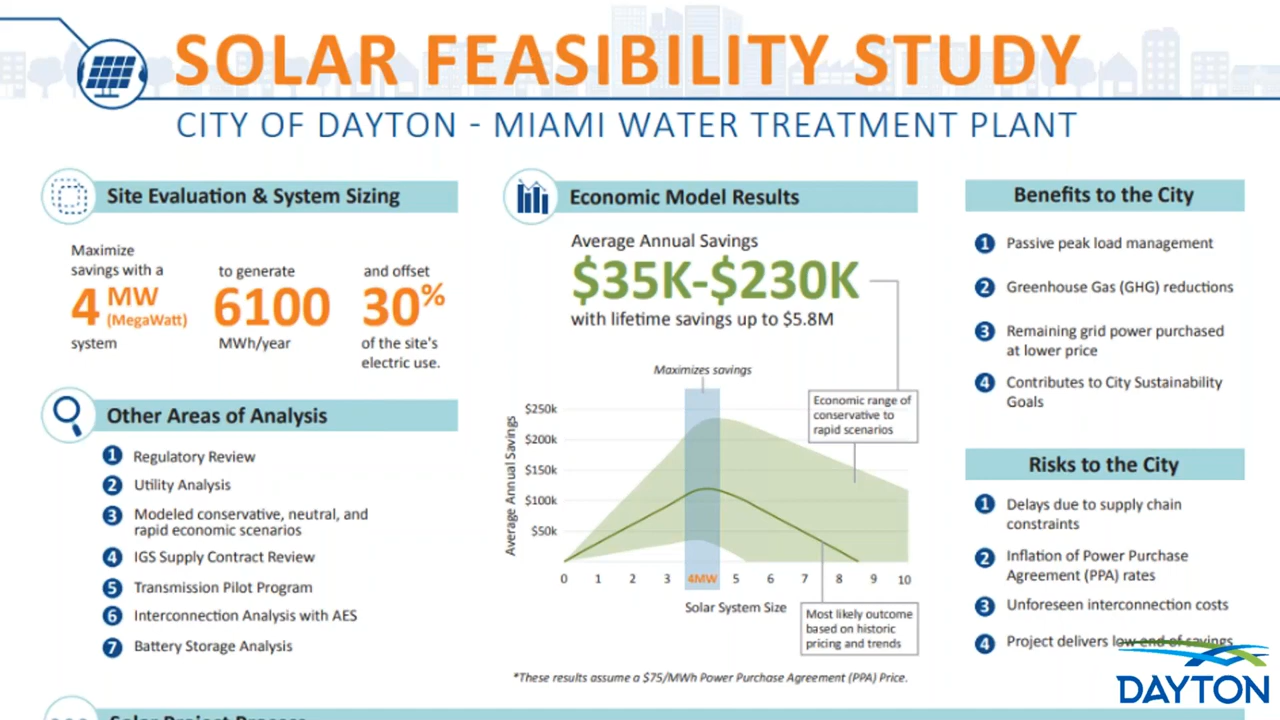 SOLAR FEASIBILITY STUDY
CITY OF DAYTON - MIAMI WATER TREATMENT PLANT
Site Evaluation & System Sizing
Maximize
savings with a
4 MW
(MegaWatt)
system
to generate
6100
MWh/year
and offset
30%
of the site's
electric use.
Other Areas of Analysis
1 Regulatory Review
2 Utility Analysis
3 Modeled conservative, neutral, and
rapid economic scenarios
4 IGS Supply Contract Review
5 Transmission Pilot Program
6 Interconnection Analysis with AES
7 Battery Storage Analysis
Economic Model Results
Average Annual Savings
$35K-$230K
with lifetime savings up to $5.8M
Maximizes savings
Economic range of
conservative to
rapid scenarios
Average Annual Savings
$250k
$200k
$150k
$100k
$50k
0 1 2 3 4MW 5 6 7 8 9 10
Solar System Size
Most likely outcome
based on historic
pricing and trends
*These results assume a $75/MWh Power Purchase Agreement (PPA) Price.
Benefits to the City
1 Passive peak load management
2 Greenhouse Gas (GHG) reductions
3 Remaining grid power purchased
at lower price
4 Contributes to City Sustainability
Goals
Risks to the City
1 Delays due to supply chain
constraints
2 Inflation of Power Purchase
Agreement (PPA) rates
3 Unforeseen interconnection costs
4 Project delivers low end of savings
DAYTON
Solar Project Process